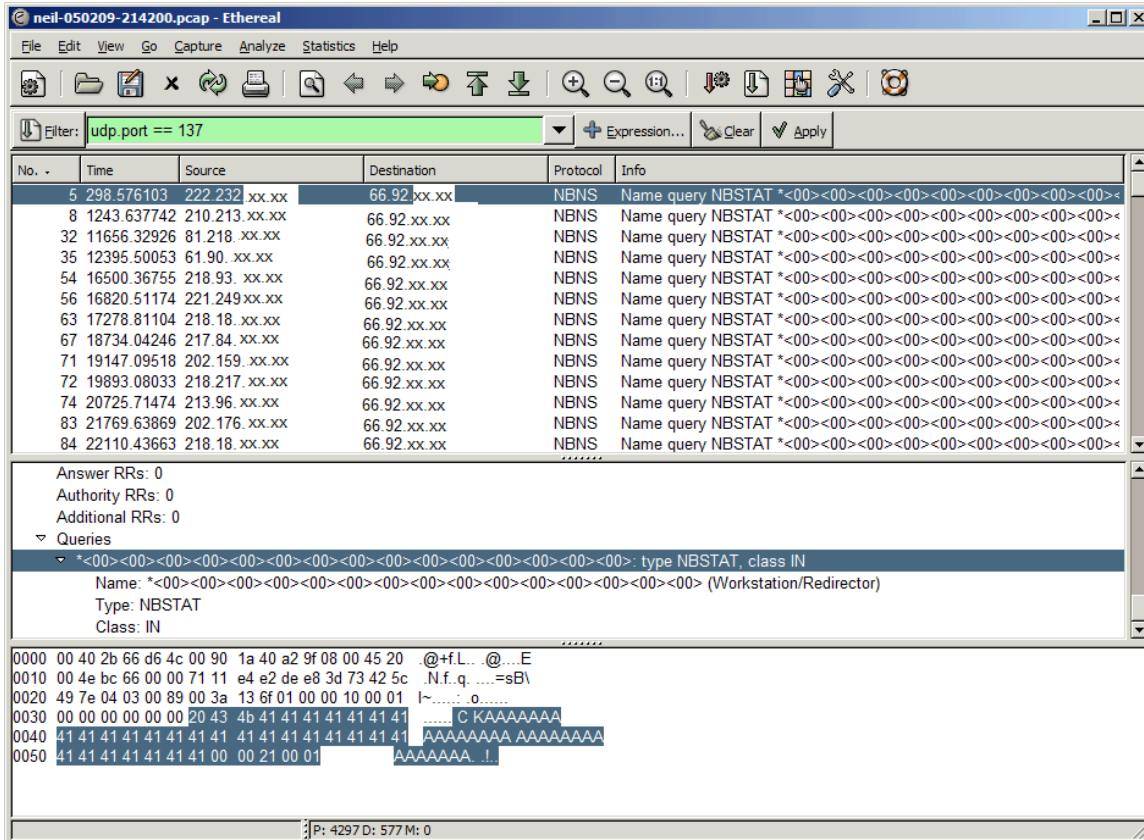 neil-050209-214200.pcap - Ethereal
File Edit View Go Capture Analyze Statistics Help
Filter: udp.port == 137 Expression... Clear Apply
No. Time Source Destination Protocol Info
5 298.576103 222.232.xx.xx 66.92.xx.xx NBNS Name query NBSTAT *<00><00><00><00><00><00><00><00><
8 1243.637742 210.213.xx.xx 66.92.xx.xx NBNS Name query NBSTAT *<00><00><00><00><00><00><00><00><
32 11656.32926 81.218..xx.xx 66.92.xx.xx NBNS Name query NBSTAT *<00><00><00><00><00><00><00><00><
35 12395.50053 61.90. .xx.xx 66.92.xx.xx NBNS Name query NBSTAT *<00><00><00><00><00><00><00><00><
54 16500.36755 218.93. xx.xx 66.92.xx.xx NBNS Name query NBSTAT *<00><00><00><00><00><00><00><00><
56 16820.51174 221.249 xx.xx 66.92.xx.xx NBNS Name query NBSTAT *<00><00><00><00><00><00><00><00><
63 17278.81104 218.18..xx.xx 66.92.xx.xx NBNS Name query NBSTAT *<00><00><00><00><00><00><00><00><
67 18734.04246 217.84. xx.xx 66.92.xx.xx NBNS Name query NBSTAT *<00><00><00><00><00><00><00><00><
71 19147.09518 202.159..xx.xx 66.92.xx.xx NBNS Name query NBSTAT *<00><00><00><00><00><00><00><00><
72 19893.08033 218.217. xx.xx 66.92.xx.xx NBNS Name query NBSTAT *<00><00><00><00><00><00><00><00><
74 20725.71474 213.96. xx.xx 66.92.xx.xx NBNS Name query NBSTAT *<00><00><00><00><00><00><00><00><
83 21769.63869 202.176. xx.xx 66.92.xx.xx NBNS Name query NBSTAT *<00><00><00><00><00><00><00><00><
84 22110.43663 218.18. xx.xx 66.92.xx.xx NBNS Name query NBSTAT *<00><00><00><00><00><00><00><00><
Answer RRs: 0
Authority RRs: 0
Additional RRs: 0
Queries
*<00><00><00><00><00><00><00><00><00><00><00><00><00><00><00>: type NBSTAT, class IN
Name: *<00><00><00><00><00><00><00><00><00><00><00><00><00><00><00> (Workstation/Redirector)
Type: NBSTAT
Class: IN
0000 00 40 2b 66 d6 4c 00 90 1a 40 a2 9f 08 00 45 20 .@+f.L.. .@....E
0010 00 4e bc 66 00 00 71 11 e4 e2 de e8 3d 73 42 5c .N.f..q. ....=sB\
0020 49 7e 04 03 00 89 00 3a 13 6f 01 00 00 10 00 01 I~.....: .o......
0030 00 00 00 00 00 00 20 43 4b 41 41 41 41 41 41 41 ...... C KAAAAAAA
0040 41 41 41 41 41 41 41 41 41 41 41 41 41 41 41 41 AAAAAAAA AAAAAAAA
0050 41 41 41 41 41 41 41 00 00 21 00 01 AAAAAAA. .!..
P: 4297 D: 577 M: 0